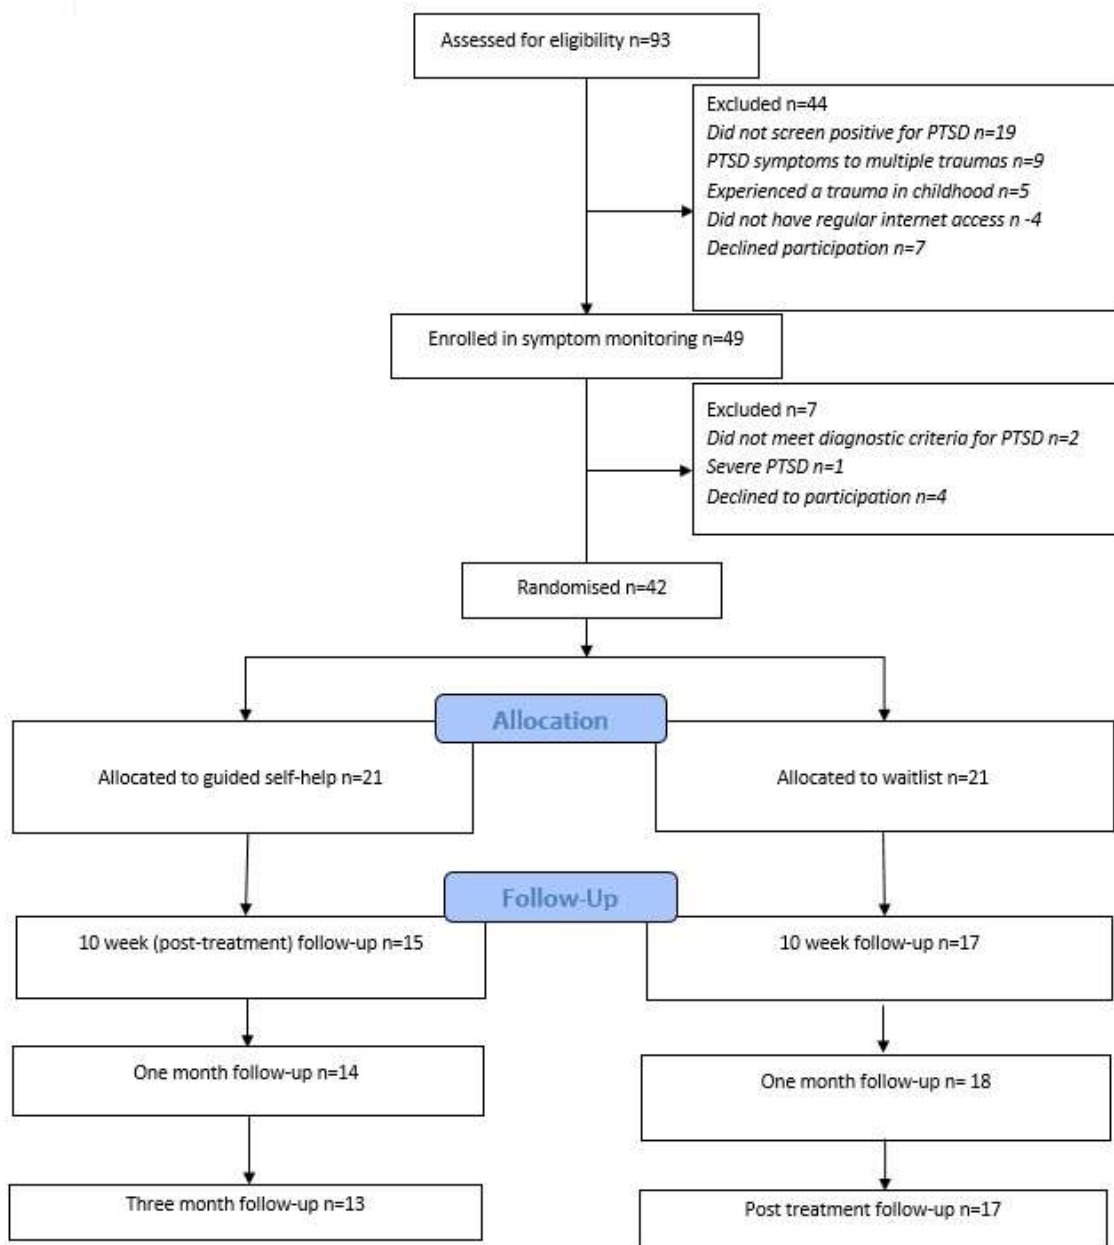 Assessed for eligibility n=93
Excluded n=44
Did not screen positive for PTSD n=19
PTSD symptoms to multiple traumas n=9
Experienced a trauma in childhood n=5
Did not have regular internet access n -4
Declined participation n=7
Enrolled in symptom monitoring n=49
Excluded n=7
Did not meet diagnostic criteria for PTSD n=2
Severe PTSD n=1
Declined to participation n=4
Randomised n=42
Allocation
Allocated to guided self-help n=21
Allocated to waitlist n=21
Follow-Up
10 week (post-treatment) follow-up n=15
10 week follow-up n=17
One month follow-up n=14
One month follow-up n= 18
Three month follow-up n=13
Post treatment follow-up n=17